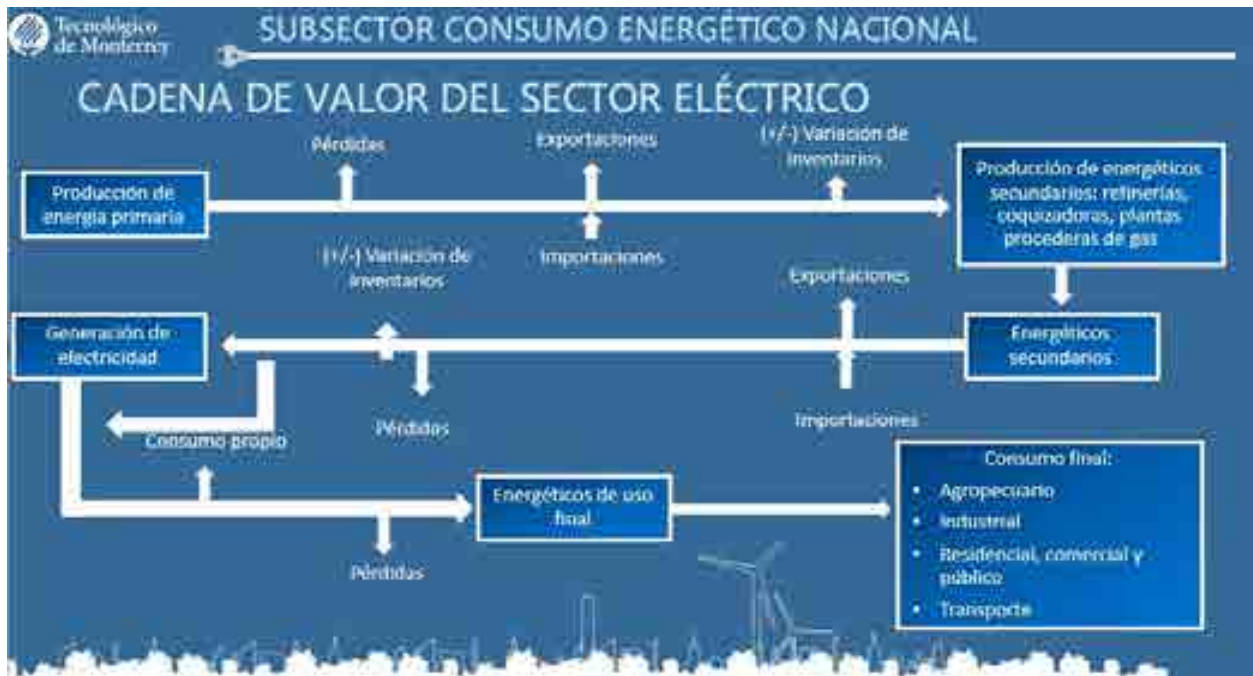 Tecnológico
de Monterrey
SUBSECTOR CONSUMO ENERGÉTICO NACIONAL
CADENA DE VALOR DEL SECTOR ELÉCTRICO
Pérdidas
Exportaciones
(+/-) Variación de
inventarios
Producción de
energía primaria
Producción de energéticos
secundarios: refinerías,
coquizadoras, plantas
procederas de gas
(+/-) Variación de
inventarios
Importaciones
Exportaciones
Generación de
electricidad
Energéticos
secundarios
Consumo propio
Pérdidas
Importaciones
Energéticos de uso
final
Pérdidas
Consumo final:
• Agropecuario
• Industrial
• Residencial, comercial y
público
• Transporte